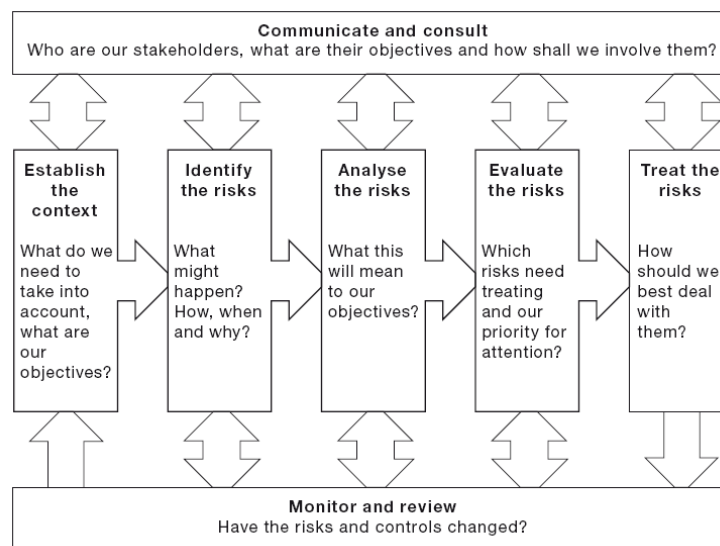 Communicate and consult
Who are our stakeholders, what are their objectives and how shall we involve them?
Establish
the
context
What do we
need to
take into
account,
what are
our
objectives?
Identify
the risks
What
might
happen?
How, when
and why?
Analyse
the risks
What this
will mean
to our
objectives?
Evaluate
the risks
Which
risks need
treating
and our
priority for
attention?
Treat the
risks
How
should we
best deal
with
them?
Monitor and review
Have the risks and controls changed?